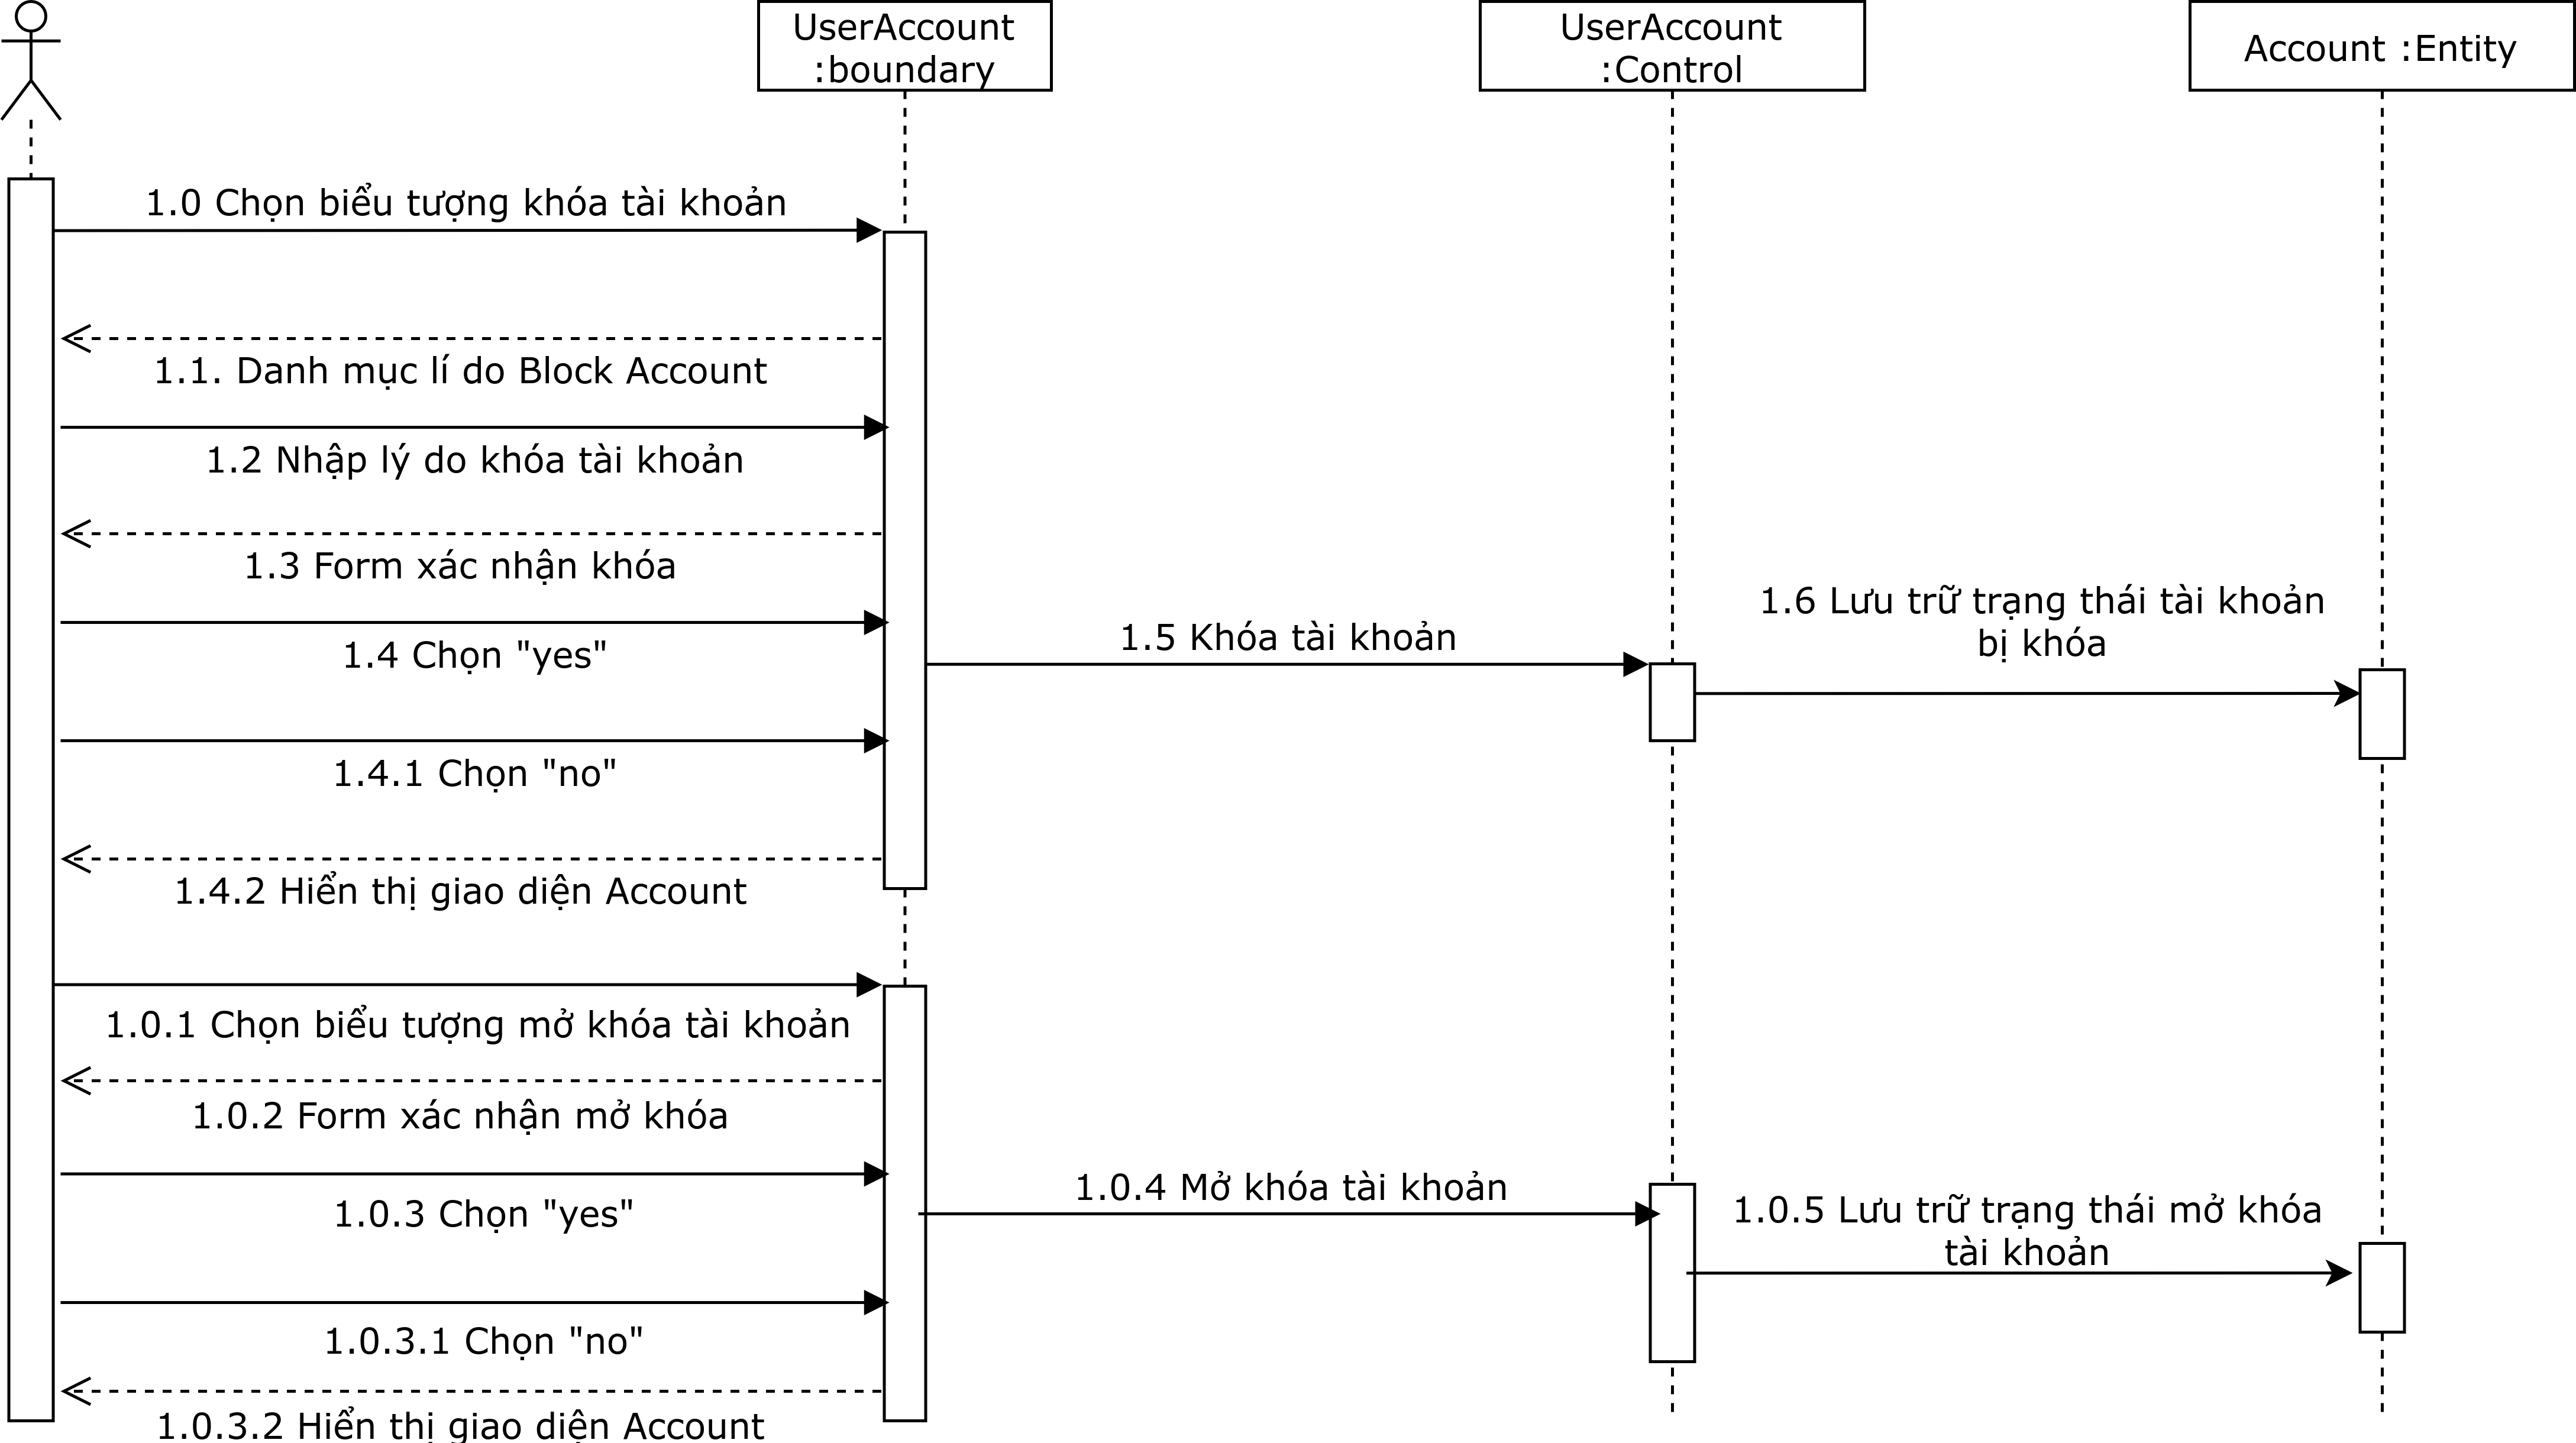 UserAccount
:boundary
UserAccount
:Control
Account :Entity
1.0 Chọn biểu tượng khóa tài khoản
1.1. Danh mục lí do Block Account
1.2 Nhập lý do khóa tài khoản
1.3 Form xác nhận khóa
1.4 Chọn "yes"
1.5 Khóa tài khoản
1.6 Lưu trữ trạng thái tài khoản
bị khóa
1.4.1 Chọn "no"
1.4.2 Hiển thị giao diện Account
1.0.1 Chọn biểu tượng mở khóa tài khoản
1.0.2 Form xác nhận mở khóa
1.0.3 Chọn "yes"
1.0.4 Mở khóa tài khoản
1.0.5 Lưu trữ trạng thái mở khóa
tài khoản
1.0.3.1 Chọn "no"
1.0.3.2 Hiển thị giao diện Account